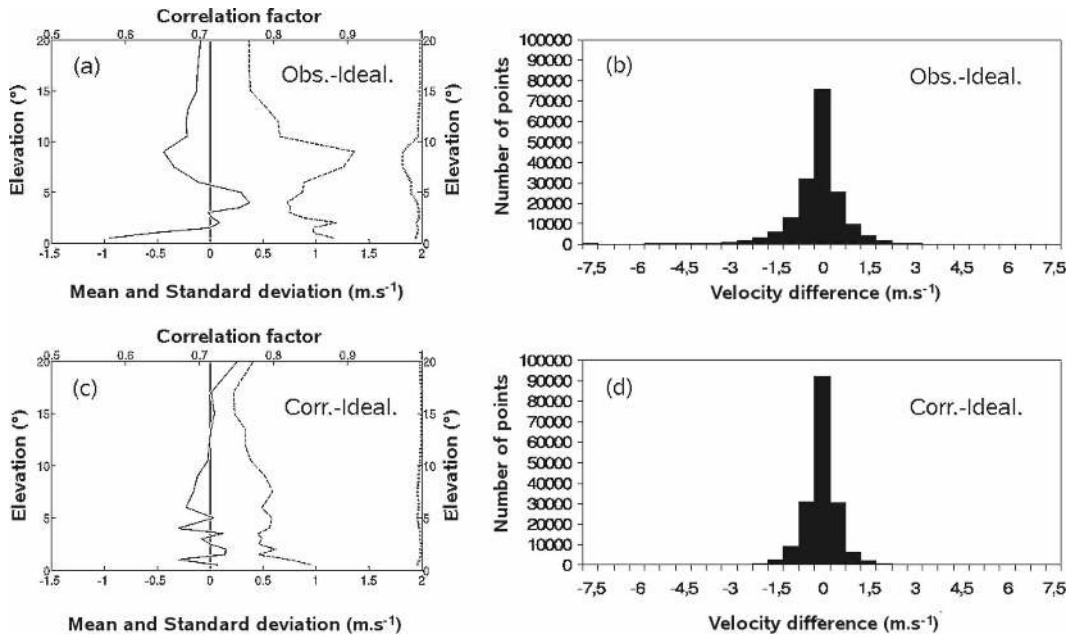 Correlation factor
0.5 0.6 0.7 0.8 0.9 1
(a)
Obs.-Ideal.
Elevation (°)
20
15
10
5
0
20
15
10
5
0
Elevation (°)
-1.5 -1 -0.5 0 0.5 1 1.5 2
Mean and Standard deviation (m.s-1)
(b)
Obs.-Ideal.
Number of points
100000
90000
80000
70000
60000
50000
40000
30000
20000
10000
0
-7,5 -6 -4,5 -3 -1,5 0 1,5 3 4,5 6 7,5
Velocity difference (m.s-1)
Correlation factor
0.5 0.6 0.7 0.8 0.9 1
(c)
Corr.-Ideal.
Elevation (°)
20
15
10
5
0
20
15
10
5
0
Elevation (°)
-1.5 -1 -0.5 0 0.5 1 1.5 2
Mean and Standard deviation (m.s-1)
(d)
Corr.-Ideal.
Number of points
100000
90000
80000
70000
60000
50000
40000
30000
20000
10000
0
-7,5 -6 -4,5 -3 -1,5 0 1,5 3 4,5 6 7,5
Velocity difference (m.s-1)